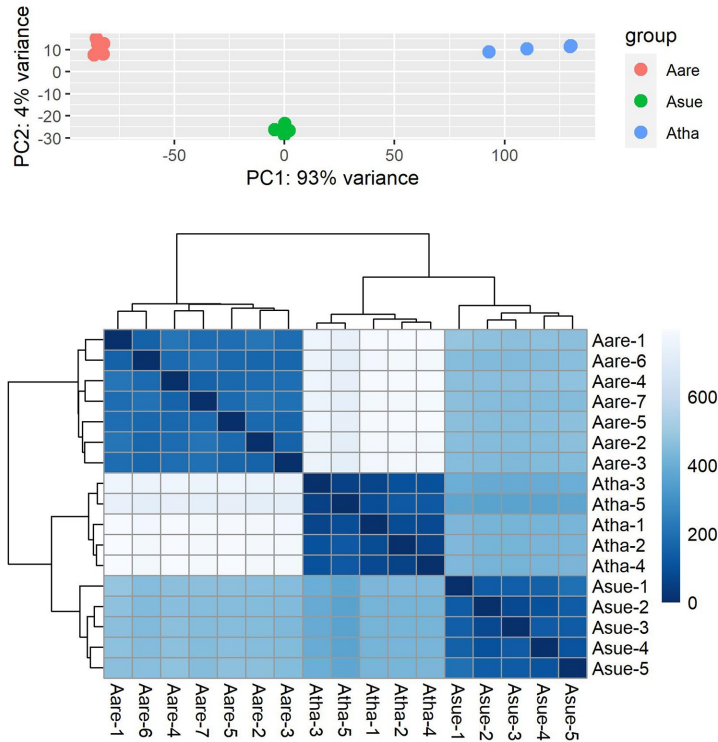 group
Aare
Asue
Atha
PC2: 4% variance
10
0
-10
-20
-30
-50
0
50
100
PC1: 93% variance
Aare-1
Aare-6
Aare-4
Aare-7
Aare-5
Aare-2
Aare-3
Atha-3
Atha-5
Atha-1
Atha-2
Atha-4
Asue-1
Asue-2
Asue-3
Asue-4
Asue-5
600
400
200
0
Aare-1
Aare-6
Aare-4
Aare-7
Aare-5
Aare-2
Aare-3
Atha-3
Atha-5
Atha-1
Atha-2
Atha-4
Asue-1
Asue-2
Asue-3
Asue-4
Asue-5